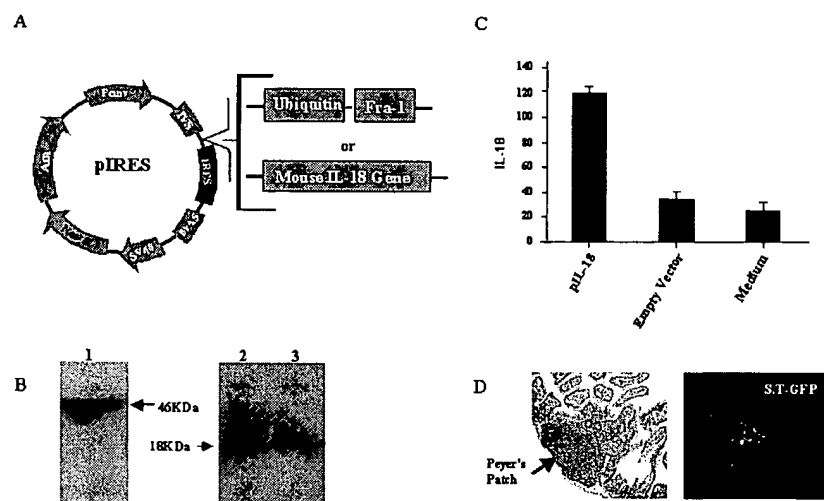 A
Pcmv
IVS
IRES
pIRES
Ubiquitin
Fra-1
or
Mouse IL-18 Gene
B
1
46KDa
2 3
18KDa
C
140
120
100
80
60
40
20
0
IL-18
pIL-18
Empty Vector
Medium
D
Peyer's
Patch
S.T-GFP